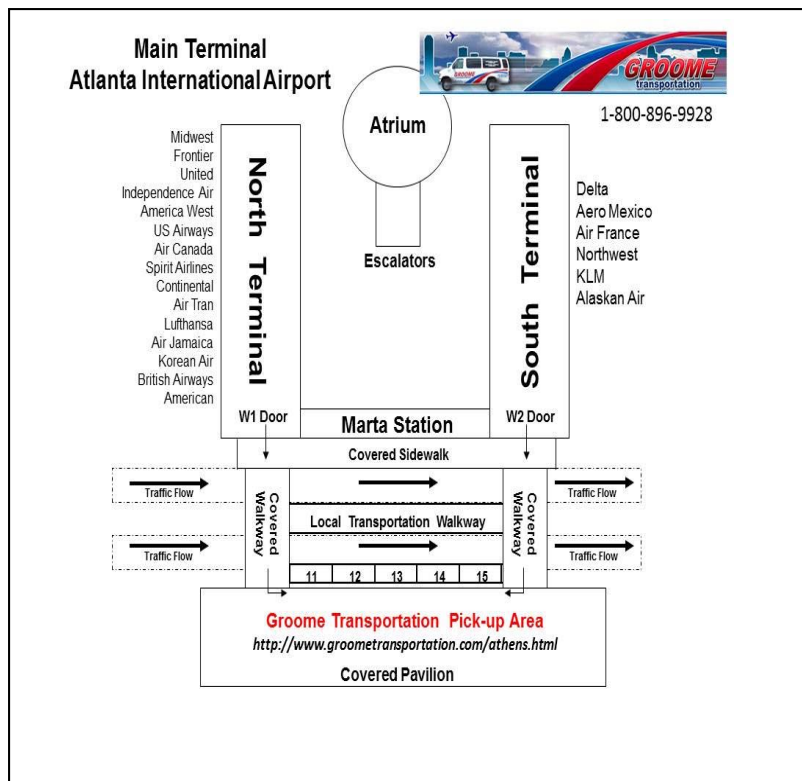 Main Terminal
Atlanta International Airport
GROOME
GROOME
transportation
1-800-896-9928
Atrium
Escalators
Midwest
Frontier
United
Independence Air
America West
US Airways
Air Canada
Spirit Airlines
Continental
Air Tran
Lufthansa
Air Jamaica
Korean Air
British Airways
American
North Terminal
South Terminal
Delta
Aero Mexico
Air France
Northwest
KLM
Alaskan Air
W1 Door
Marta Station
W2 Door
Covered Sidewalk
Traffic Flow
Traffic Flow
Covered
Walkway
Local Transportation Walkway
Covered
Walkway
Traffic Flow
Traffic Flow
11 12 13 14 15
Groome Transportation Pick-up Area
http://www.groometransportation.com/athens.html
Covered Pavilion